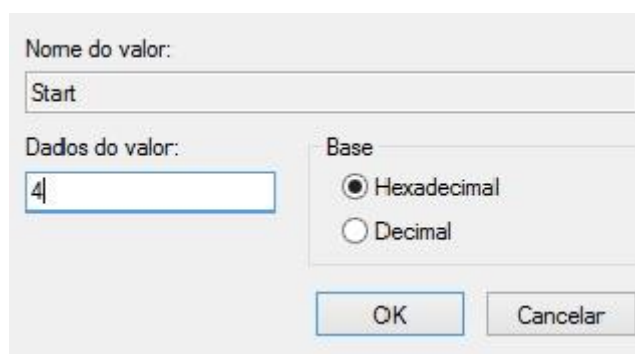 Nome do valor:
Start
Dados do valor:
4
Base
Hexadecimal
Decimal
OK
Cancelar